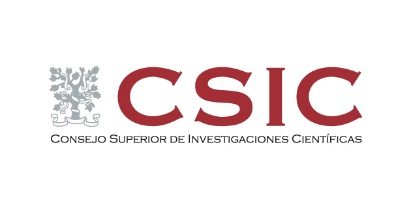 CSIC
CONSEJO SUPERIOR DE INVESTIGACIONES CIENTÍFICAS